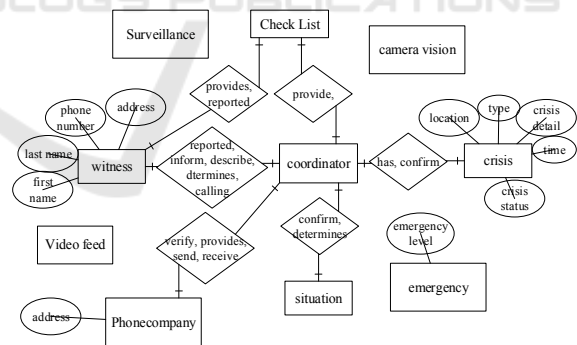 Surveillance
Check List
camera vision
provides,
reported
provide,
phone
number
address
last name
first
name
witness
reported,
inform, describe,
dtermines,
calling
coordinator
has, confirm
location
type
crisis
detail
time
crisis
crisis
status
Video feed
verify, provides,
send, receive
confirm,
determines
emergency
level
emergency
situation
address
Phonecompany